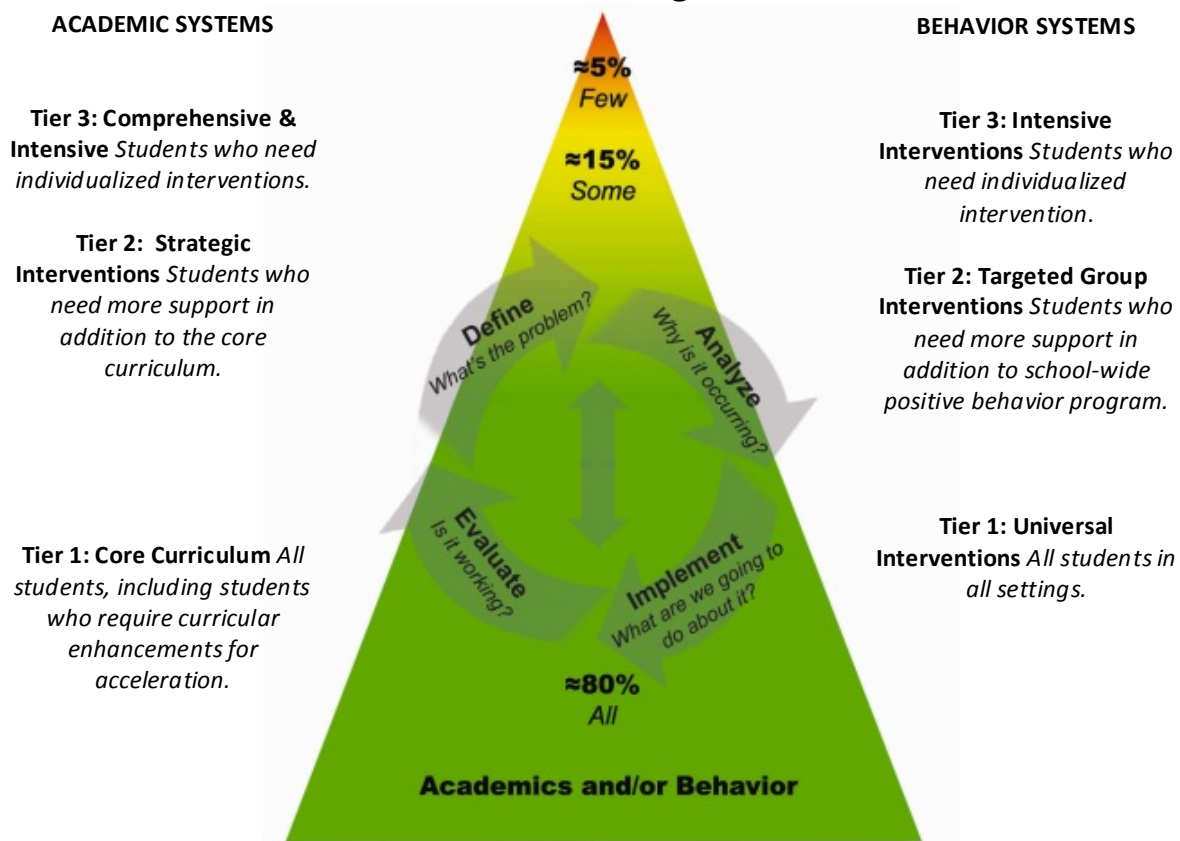 ACADEMIC SYSTEMS
Tier 3: Comprehensive &
Intensive Students who need
individualized interventions.
Tier 2: Strategic
Interventions Students who
need more support in
addition to the core
curriculum.
Tier 1: Core Curriculum All
students, including students
who require curricular
enhancements for
acceleration.
≈5%
Few
≈15%
Some
Define
What's the problem?
Analyze
Why is it occurring?
Implement
What are we going to
do about it?
Evaluate
Is it working?
≈80%
All
Academics and/or Behavior
BEHAVIOR SYSTEMS
Tier 3: Intensive
Interventions Students who
need individualized
intervention.
Tier 2: Targeted Group
Interventions Students who
need more support in
addition to school-wide
positive behavior program.
Tier 1: Universal
Interventions All students in
all settings.